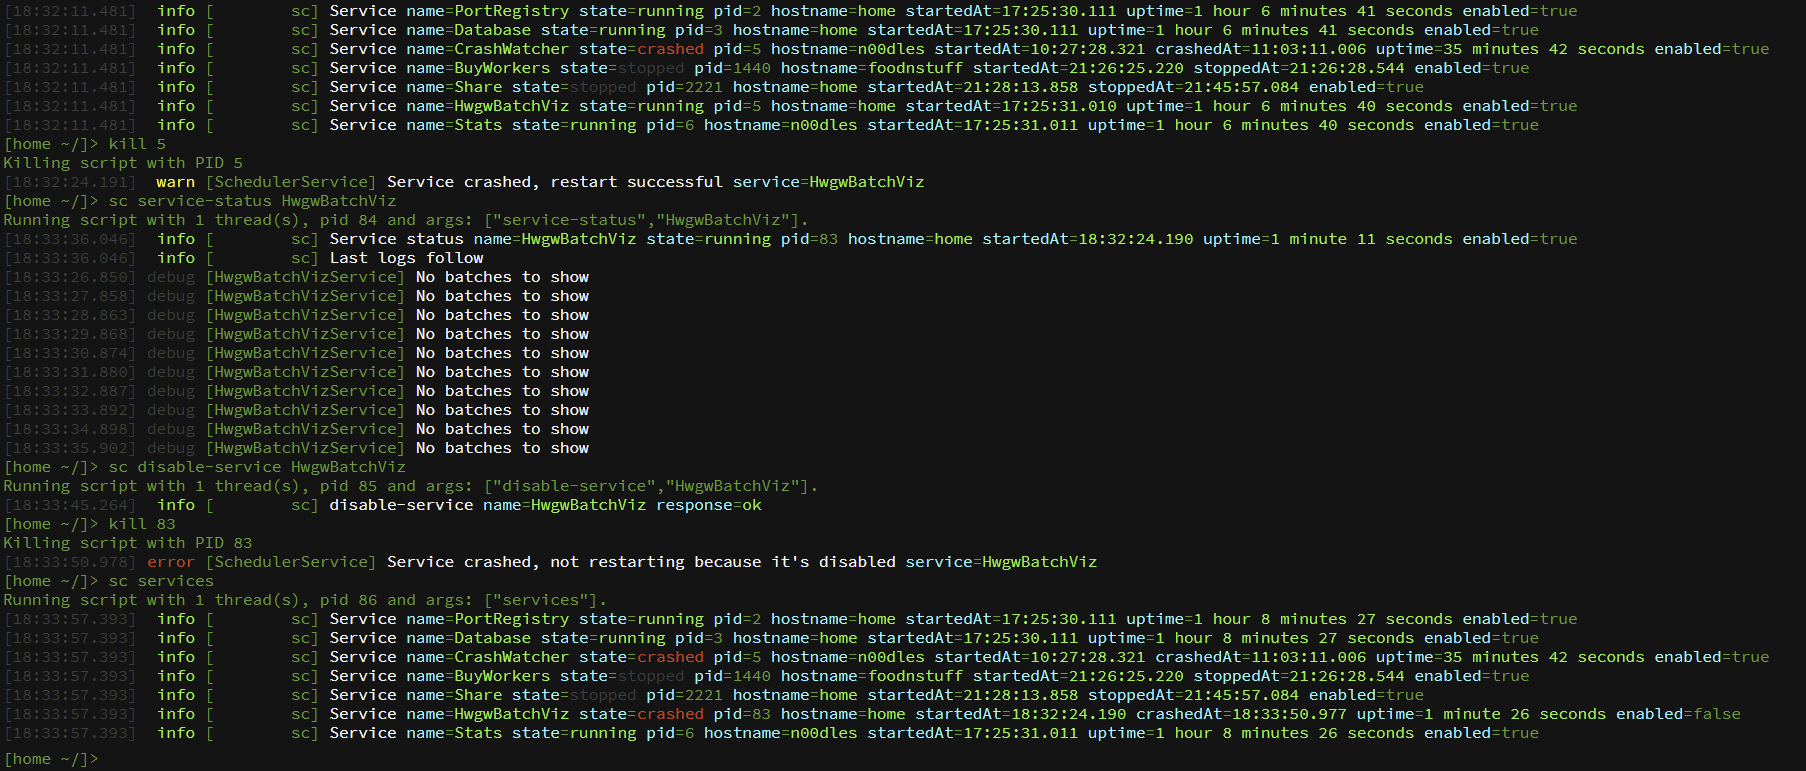 [18:32:11.481]  info [        sc] Service name=PortRegistry state=running pid=2 hostname=home startedAt=17:25:30.111 uptime=1 hour 6 minutes 41 seconds enabled=true
[18:32:11.481]  info [        sc] Service name=Database state=running pid=3 hostname=home startedAt=17:25:30.111 uptime=1 hour 6 minutes 41 seconds enabled=true
[18:32:11.481]  info [        sc] Service name=CrashWatcher state=crashed pid=5 hostname=n00dles startedAt=10:27:28.321 crashedAt=11:03:11.006 uptime=35 minutes 42 seconds enabled=true
[18:32:11.481]  info [        sc] Service name=BuyWorkers state=stopped pid=1440 hostname=foodnstuff startedAt=21:26:25.220 stoppedAt=21:26:28.544 enabled=true
[18:32:11.481]  info [        sc] Service name=Share state=stopped pid=2221 hostname=home startedAt=21:28:13.858 stoppedAt=21:45:57.084 enabled=true
[18:32:11.481]  info [        sc] Service name=HwgwBatchViz state=running pid=5 hostname=home startedAt=17:25:31.010 uptime=1 hour 6 minutes 40 seconds enabled=true
[18:32:11.481]  info [        sc] Service name=Stats state=running pid=6 hostname=n00dles startedAt=17:25:31.011 uptime=1 hour 6 minutes 40 seconds enabled=true
[home ~/]> kill 5
Killing script with PID 5
[18:32:24.191]  warn [SchedulerService] Service crashed, restart successful service=HwgwBatchViz
[home ~/]> sc service-status HwgwBatchViz
Running script with 1 thread(s), pid 84 and args: ["service-status","HwgwBatchViz"].
[18:33:36.046]  info [        sc] Service status name=HwgwBatchViz state=running pid=83 hostname=home startedAt=18:32:24.190 uptime=1 minute 11 seconds enabled=true
[18:33:36.046]  info [        sc] Last logs follow
[18:33:26.850] debug [HwgwBatchVizService] No batches to show
[18:33:27.858] debug [HwgwBatchVizService] No batches to show
[18:33:28.863] debug [HwgwBatchVizService] No batches to show
[18:33:29.868] debug [HwgwBatchVizService] No batches to show
[18:33:30.874] debug [HwgwBatchVizService] No batches to show
[18:33:31.880] debug [HwgwBatchVizService] No batches to show
[18:33:32.887] debug [HwgwBatchVizService] No batches to show
[18:33:33.892] debug [HwgwBatchVizService] No batches to show
[18:33:34.898] debug [HwgwBatchVizService] No batches to show
[18:33:35.902] debug [HwgwBatchVizService] No batches to show
[home ~/]> sc disable-service HwgwBatchViz
Running script with 1 thread(s), pid 85 and args: ["disable-service","HwgwBatchViz"].
[18:33:45.264]  info [        sc] disable-service name=HwgwBatchViz response=ok
[home ~/]> kill 83
Killing script with PID 83
[18:33:50.978] error [SchedulerService] Service crashed, not restarting because it's disabled service=HwgwBatchViz
[home ~/]> sc services
Running script with 1 thread(s), pid 86 and args: ["services"].
[18:33:57.393]  info [        sc] Service name=PortRegistry state=running pid=2 hostname=home startedAt=17:25:30.111 uptime=1 hour 8 minutes 27 seconds enabled=true
[18:33:57.393]  info [        sc] Service name=Database state=running pid=3 hostname=home startedAt=17:25:30.111 uptime=1 hour 8 minutes 27 seconds enabled=true
[18:33:57.393]  info [        sc] Service name=CrashWatcher state=crashed pid=5 hostname=n00dles startedAt=10:27:28.321 crashedAt=11:03:11.006 uptime=35 minutes 42 seconds enabled=true
[18:33:57.393]  info [        sc] Service name=BuyWorkers state=stopped pid=1440 hostname=foodnstuff startedAt=21:26:25.220 stoppedAt=21:26:28.544 enabled=true
[18:33:57.393]  info [        sc] Service name=Share state=stopped pid=2221 hostname=home startedAt=21:28:13.858 stoppedAt=21:45:57.084 enabled=true
[18:33:57.393]  info [        sc] Service name=HwgwBatchViz state=crashed pid=83 hostname=home startedAt=18:32:24.190 crashedAt=18:33:50.977 uptime=1 minute 26 seconds enabled=false
[18:33:57.393]  info [        sc] Service name=Stats state=running pid=6 hostname=n00dles startedAt=17:25:31.011 uptime=1 hour 8 minutes 26 seconds enabled=true
[home ~/]>